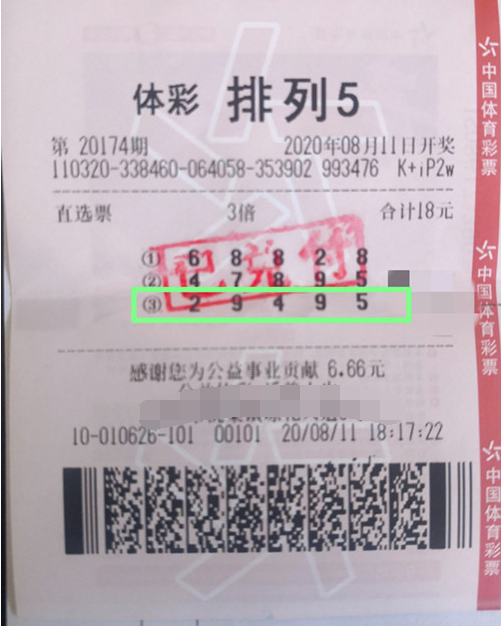 体彩 排列5
第 20174期 2020年08月11日开奖
110320-338460-064058-353902 993476 K+iP2w
直选票 3倍 合计18元
① 6 8 8 2 8
② 4 7 8 9 5
③ 2 9 4 9 5
已兑付
感谢您为公益事业贡献 6.66元
10-010626-101 00101 20/08/11 18:17:22
中国体育彩票
中国体育彩票
中国体育彩票